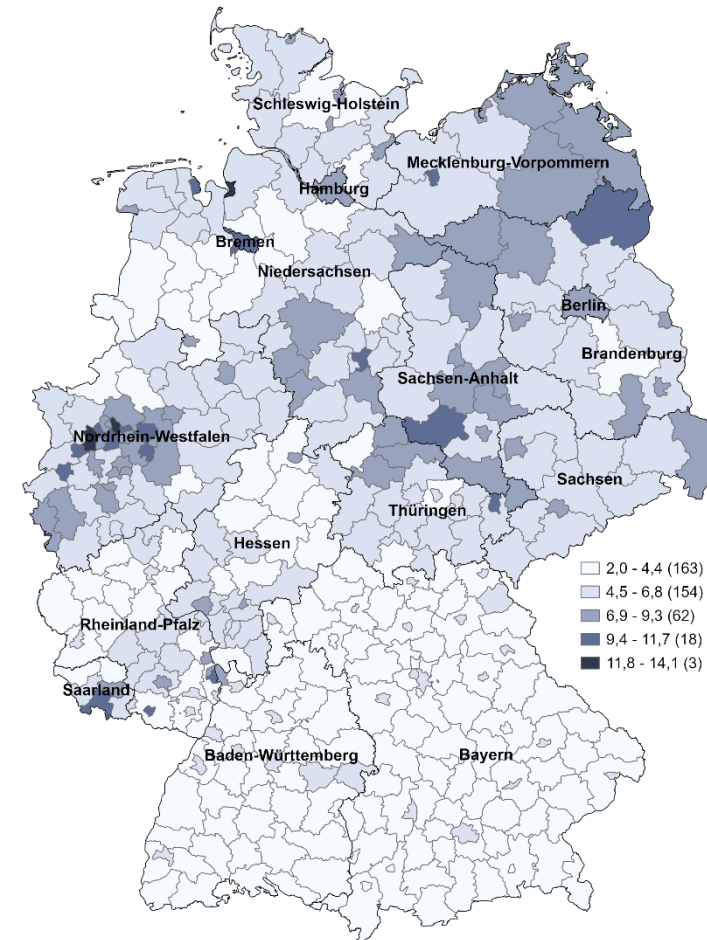 Schleswig-Holstein
Mecklenburg-Vorpommern
Hamburg
Bremen
Niedersachsen
Berlin
Brandenburg
Sachsen-Anhalt
Nordrhein-Westfalen
Sachsen
Thüringen
Hessen
Rheinland-Pfalz
Saarland
Baden-Württemberg
Bayern
2,0 - 4,4 (163)
4,5 - 6,8 (154)
6,9 - 9,3 (62)
9,4 - 11,7 (18)
11,8 - 14,1 (3)